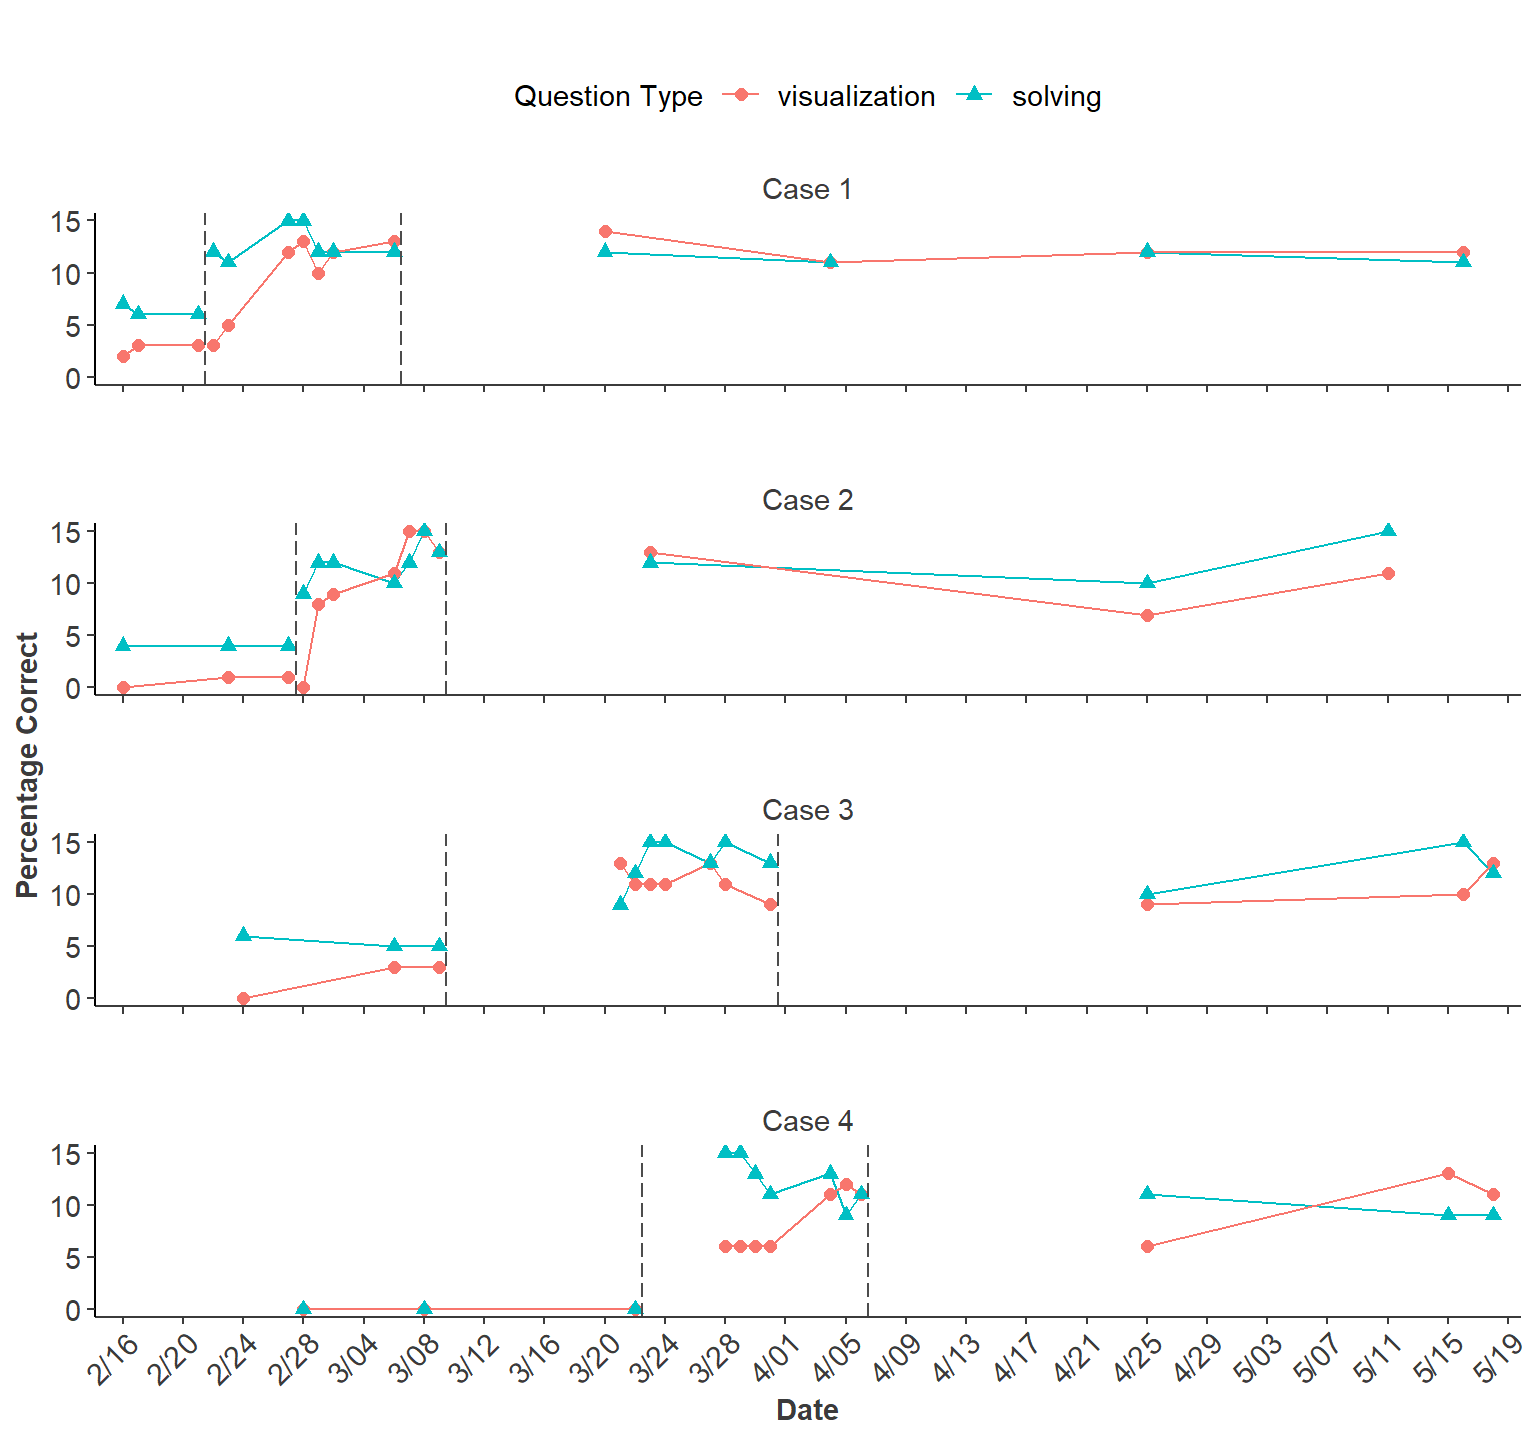 Question Type visualization solving
Case 1
15
10
5
0
Case 2
15
10
5
0
Case 3
15
10
5
0
Case 4
15
10
5
0
Percentage Correct
2/16 2/20 2/24 2/28 3/04 3/08 3/12 3/16 3/20 3/24 3/28 4/01 4/05 4/09 4/13 4/17 4/21 4/25 4/29 5/03 5/07 5/11 5/15 5/19
Date